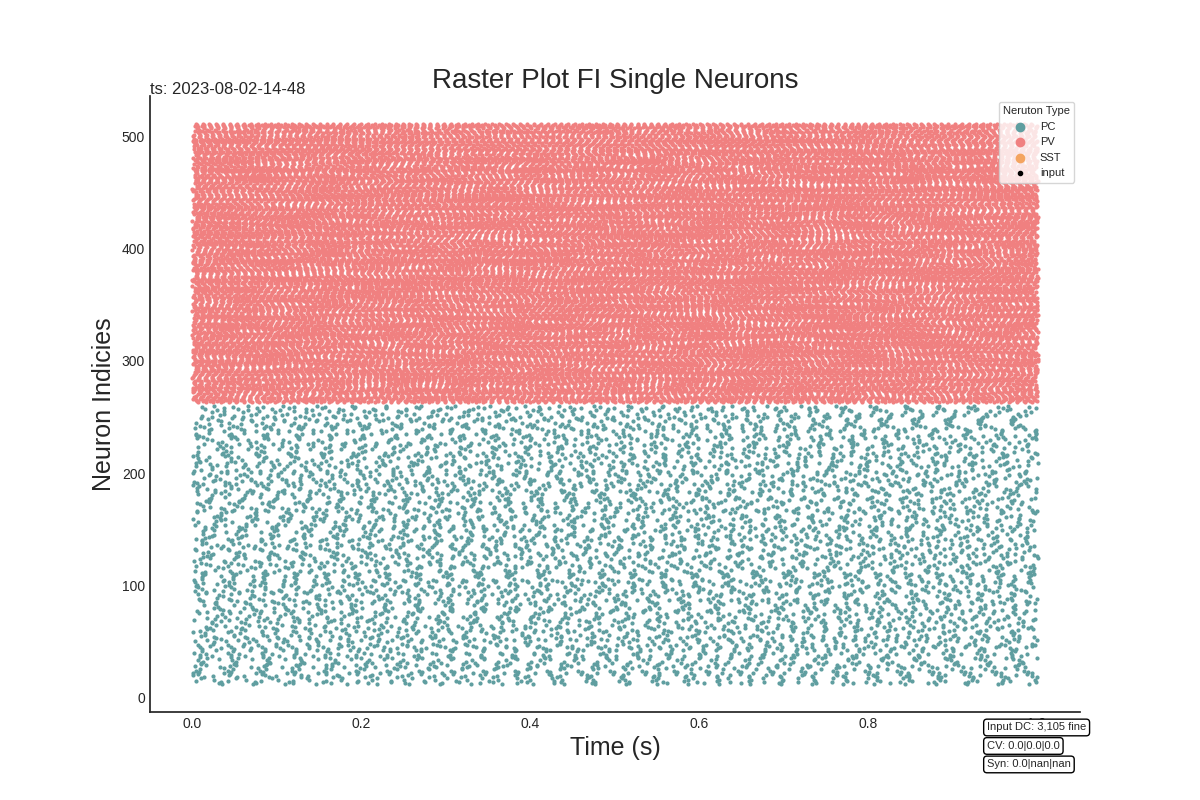 Raster Plot FI Single Neurons
ts: 2023-08-02-14-48
Neruton Type
PC
PV
SST
input
500
400
300
200
100
0
Neuron Indicies
0.0 0.2 0.4 0.6 0.8
Time (s)
Input DC: 3,105 fine
CV: 0.0|0.0|0.0
Syn: 0.0|nan|nan